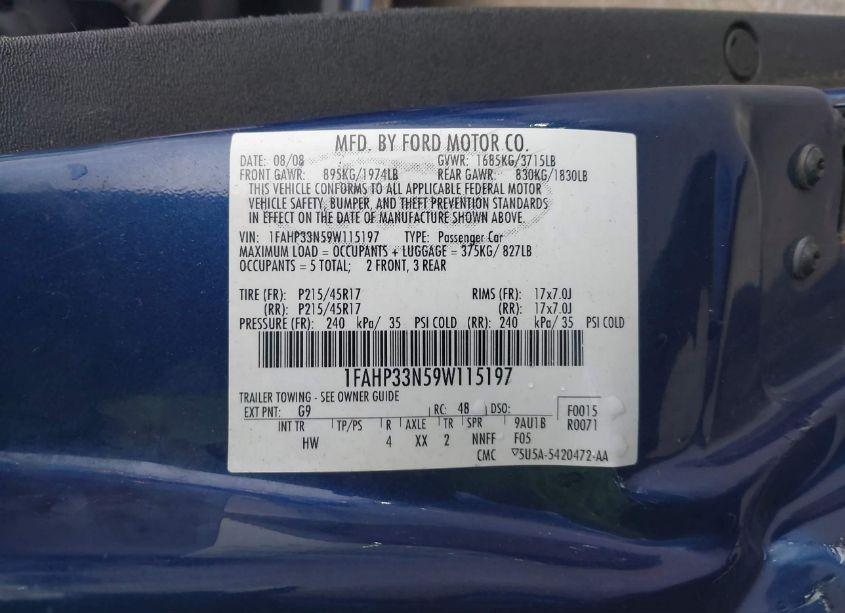 MFD. BY FORD MOTOR CO.
DATE: 08/08 GVWR: 1685KG/3715LB
FRONT GAWR: 895KG/1974LB REAR GAWR: 830KG/1830LB
THIS VEHICLE CONFORMS TO ALL APPLICABLE FEDERAL MOTOR
VEHICLE SAFETY, BUMPER, AND THEFT PREVENTION STANDARDS
IN EFFECT ON THE DATE OF MANUFACTURE SHOWN ABOVE.
VIN: 1FAHP33N59W115197 TYPE: Passenger Car
MAXIMUM LOAD = OCCUPANTS + LUGGAGE = 375KG/ 827LB
OCCUPANTS = 5 TOTAL; 2 FRONT, 3 REAR
TIRE (FR): P215/45R17 RIMS (FR): 17x7.0J
(RR): P215/45R17 (RR): 17x7.0J
PRESSURE (FR): 240 kPa/ 35 PSI COLD (RR): 240 kPa/ 35 PSI COLD
1FAHP33N59W115197
TRAILER TOWING - SEE OWNER GUIDE
EXT PNT: G9 RC: 48 DSO: F0015
INT TR TP/PS R AXLE TR SPR 9AU1B R0071
HW 4 XX 2 NNFF F05
CMC ▽5U5A-5420472-AA